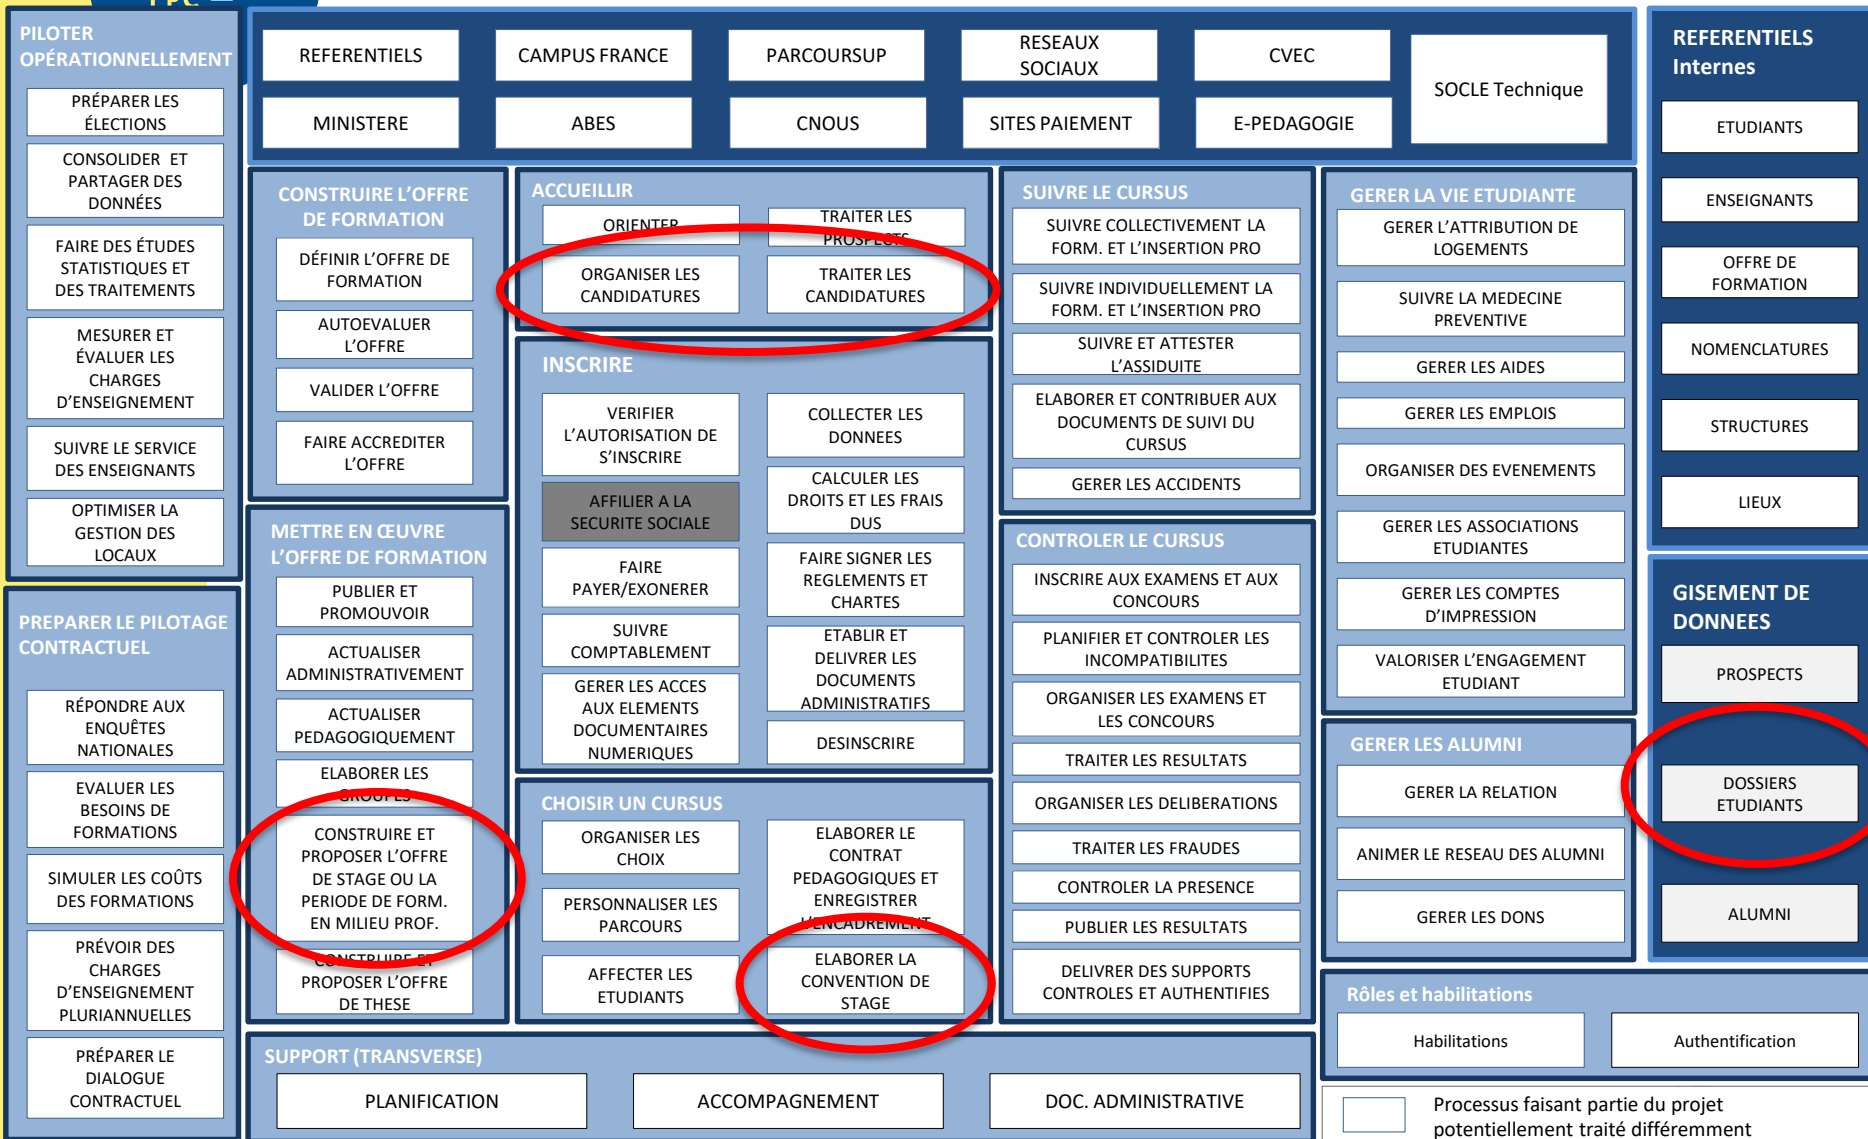 PILOTER
OPÉRATIONNELLEMENT
PRÉPARER LES
ÉLECTIONS
CONSOLIDER ET
PARTAGER DES
DONNÉES
FAIRE DES ÉTUDES
STATISTIQUES ET
DES TRAITEMENTS
MESURER ET
ÉVALUER LES
CHARGES
D'ENSEIGNEMENT
SUIVRE LE SERVICE
DES ENSEIGNANTS
OPTIMISER LA
GESTION DES
LOCAUX
PREPARER LE PILOTAGE
CONTRACTUEL
RÉPONDRE AUX
ENQUÊTES
NATIONALES
EVALUER LES
BESOINS DE
FORMATIONS
SIMULER LES COÛTS
DES FORMATIONS
PRÉVOIR DES
CHARGES
D'ENSEIGNEMENT
PLURIANNUELLES
PRÉPARER LE
DIALOGUE
CONTRACTUEL
REFERENTIELS
CAMPUS FRANCE
PARCOURSUP
RESEAUX
SOCIAUX
CVEC
SOCLE Technique
MINISTERE
ABES
CNOUS
SITES PAIEMENT
E-PEDAGOGIE
CONSTRUIRE L'OFFRE
DE FORMATION
DÉFINIR L'OFFRE DE
FORMATION
AUTOEVALUER
L'OFFRE
VALIDER L'OFFRE
FAIRE ACCREDITER
L'OFFRE
METTRE EN ŒUVRE
L'OFFRE DE FORMATION
PUBLIER ET
PROMOUVOIR
ACTUALISER
ADMINISTRATIVEMENT
ACTUALISER
PEDAGOGIQUEMENT
ELABORER LES
GROUPES
CONSTRUIRE ET
PROPOSER L'OFFRE
DE STAGE OU LA
PERIODE DE FORM.
EN MILIEU PROF.
CONSTRUIRE ET
PROPOSER L'OFFRE
DE THESE
ACCUEILLIR
ORIENTER
TRAITER LES
PROSPECTS
ORGANISER LES
CANDIDATURES
TRAITER LES
CANDIDATURES
INSCRIRE
VERIFIER
L'AUTORISATION DE
S'INSCRIRE
AFFILIER A LA
SECURITE SOCIALE
FAIRE
PAYER/EXONERER
SUIVRE
COMPTABLEMENT
GERER LES ACCES
AUX ELEMENTS
DOCUMENTAIRES
NUMERIQUES
COLLECTER LES
DONNEES
CALCULER LES
DROITS ET LES FRAIS
DUS
FAIRE SIGNER LES
REGLEMENTS ET
CHARTES
ETABLIR ET
DELIVRER LES
DOCUMENTS
ADMINISTRATIFS
DESINSCRIRE
CHOISIR UN CURSUS
ORGANISER LES
CHOIX
PERSONNALISER LES
PARCOURS
AFFECTER LES
ETUDIANTS
ELABORER LE
CONTRAT
PEDAGOGIQUES ET
ENREGISTRER
L'ENCADREMENT
ELABORER LA
CONVENTION DE
STAGE
SUIVRE LE CURSUS
SUIVRE COLLECTIVEMENT LA
FORM. ET L'INSERTION PRO
SUIVRE INDIVIDUELLEMENT LA
FORM. ET L'INSERTION PRO
SUIVRE ET ATTESTER
L'ASSIDUITE
ELABORER ET CONTRIBUER AUX
DOCUMENTS DE SUIVI DU
CURSUS
GERER LES ACCIDENTS
CONTROLER LE CURSUS
INSCRIRE AUX EXAMENS ET AUX
CONCOURS
PLANIFIER ET CONTROLER LES
INCOMPATIBILITES
ORGANISER LES EXAMENS ET
LES CONCOURS
TRAITER LES RESULTATS
ORGANISER LES DELIBERATIONS
TRAITER LES FRAUDES
CONTROLER LA PRESENCE
PUBLIER LES RESULTATS
DELIVRER DES SUPPORTS
CONTROLES ET AUTHENTIFIES
GERER LA VIE ETUDIANTE
GERER L'ATTRIBUTION DE
LOGEMENTS
SUIVRE LA MEDECINE
PREVENTIVE
GERER LES AIDES
GERER LES EMPLOIS
ORGANISER DES EVENEMENTS
GERER LES ASSOCIATIONS
ETUDIANTES
GERER LES COMPTES
D'IMPRESSION
VALORISER L'ENGAGEMENT
ETUDIANT
GERER LES ALUMNI
GERER LA RELATION
ANIMER LE RESEAU DES ALUMNI
GERER LES DONS
REFERENTIELS
Internes
ETUDIANTS
ENSEIGNANTS
OFFRE DE
FORMATION
NOMENCLATURES
STRUCTURES
LIEUX
GISEMENT DE
DONNEES
PROSPECTS
DOSSIERS
ETUDIANTS
ALUMNI
Rôles et habilitations
Habilitations
Authentification
SUPPORT (TRANSVERSE)
PLANIFICATION
ACCOMPAGNEMENT
DOC. ADMINISTRATIVE
Processus faisant partie du projet
potentiellement traité différemment